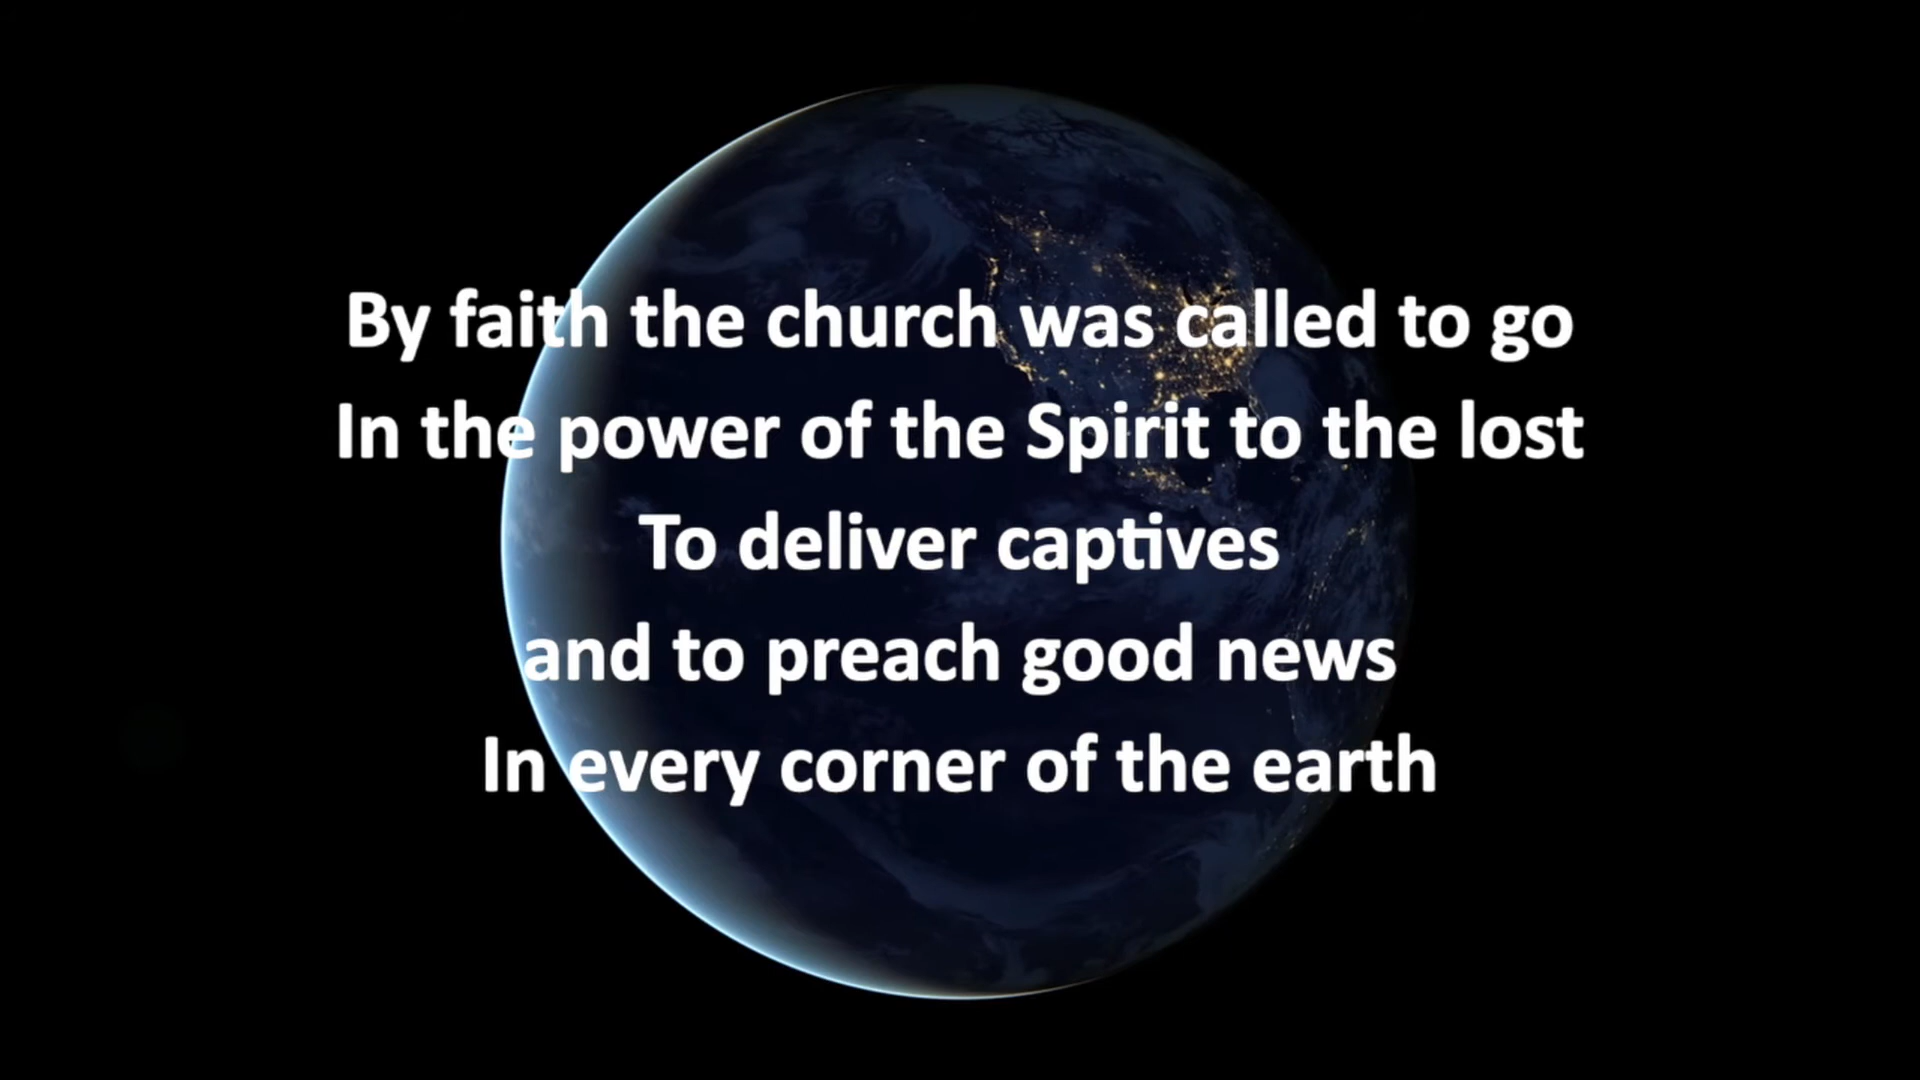 By faith the church was called to go
In the power of the Spirit to the lost
To deliver captives
and to preach good news
In every corner of the earth